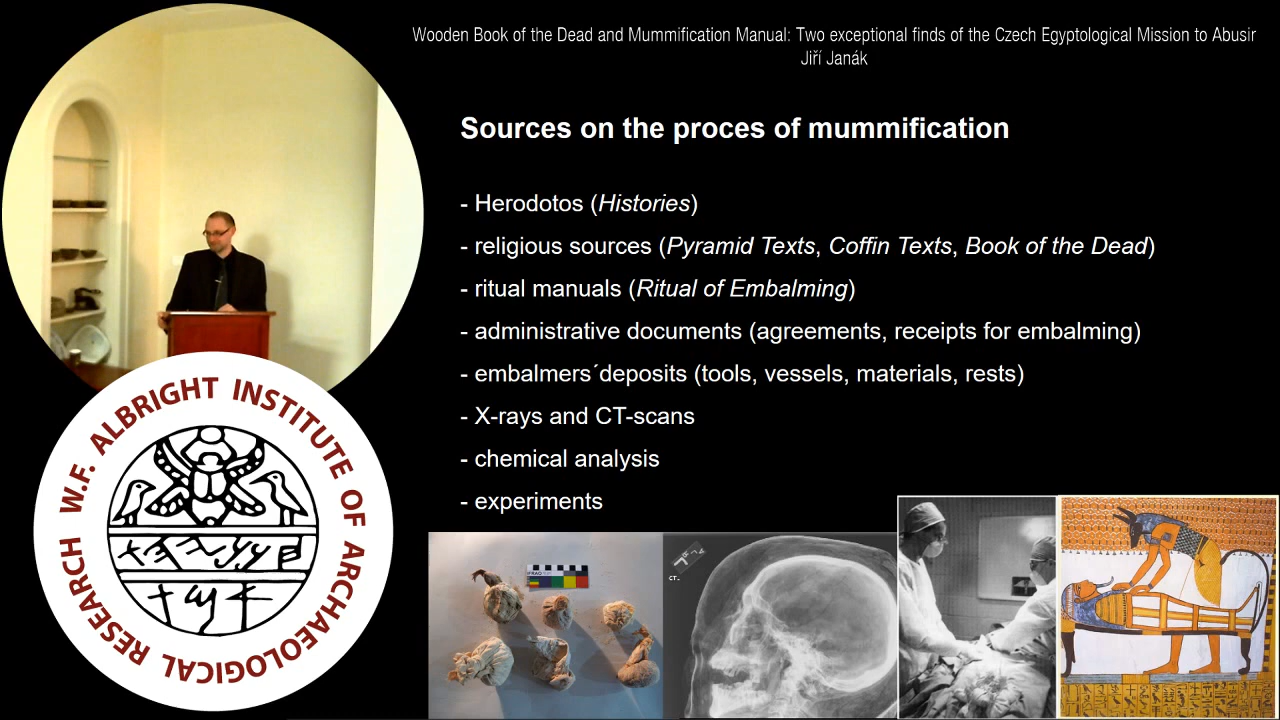 Wooden Book of the Dead and Mummification Manual: Two exceptional finds of the Czech Egyptological Mission to Abusir
Jiří Janák
Sources on the proces of mummification
- Herodotos (Histories)
- religious sources (Pyramid Texts, Coffin Texts, Book of the Dead)
- ritual manuals (Ritual of Embalming)
- administrative documents (agreements, receipts for embalming)
- embalmers´deposits (tools, vessels, materials, rests)
- X-rays and CT-scans
- chemical analysis
- experiments
W.F. ALBRIGHT INSTITUTE OF ARCHAEOLOGICAL RESEARCH